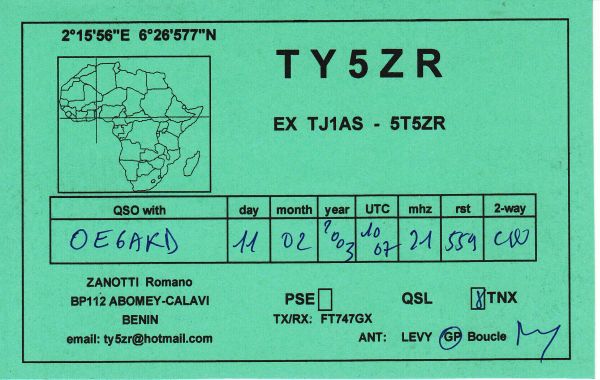 2°15'56"E 6°26'577"N
TY5ZR
EX TJ1AS - 5T5ZR
QSO with day month year UTC mhz rst 2-way
OE6ARD 11 02 2003 1007 21 559 CW
ZANOTTI Romano
BP112 ABOMEY-CALAVI
BENIN
email: ty5zr@hotmail.com
PSE QSL X TNX
TX/RX: FT747GX
ANT: LEVY GP Boucle